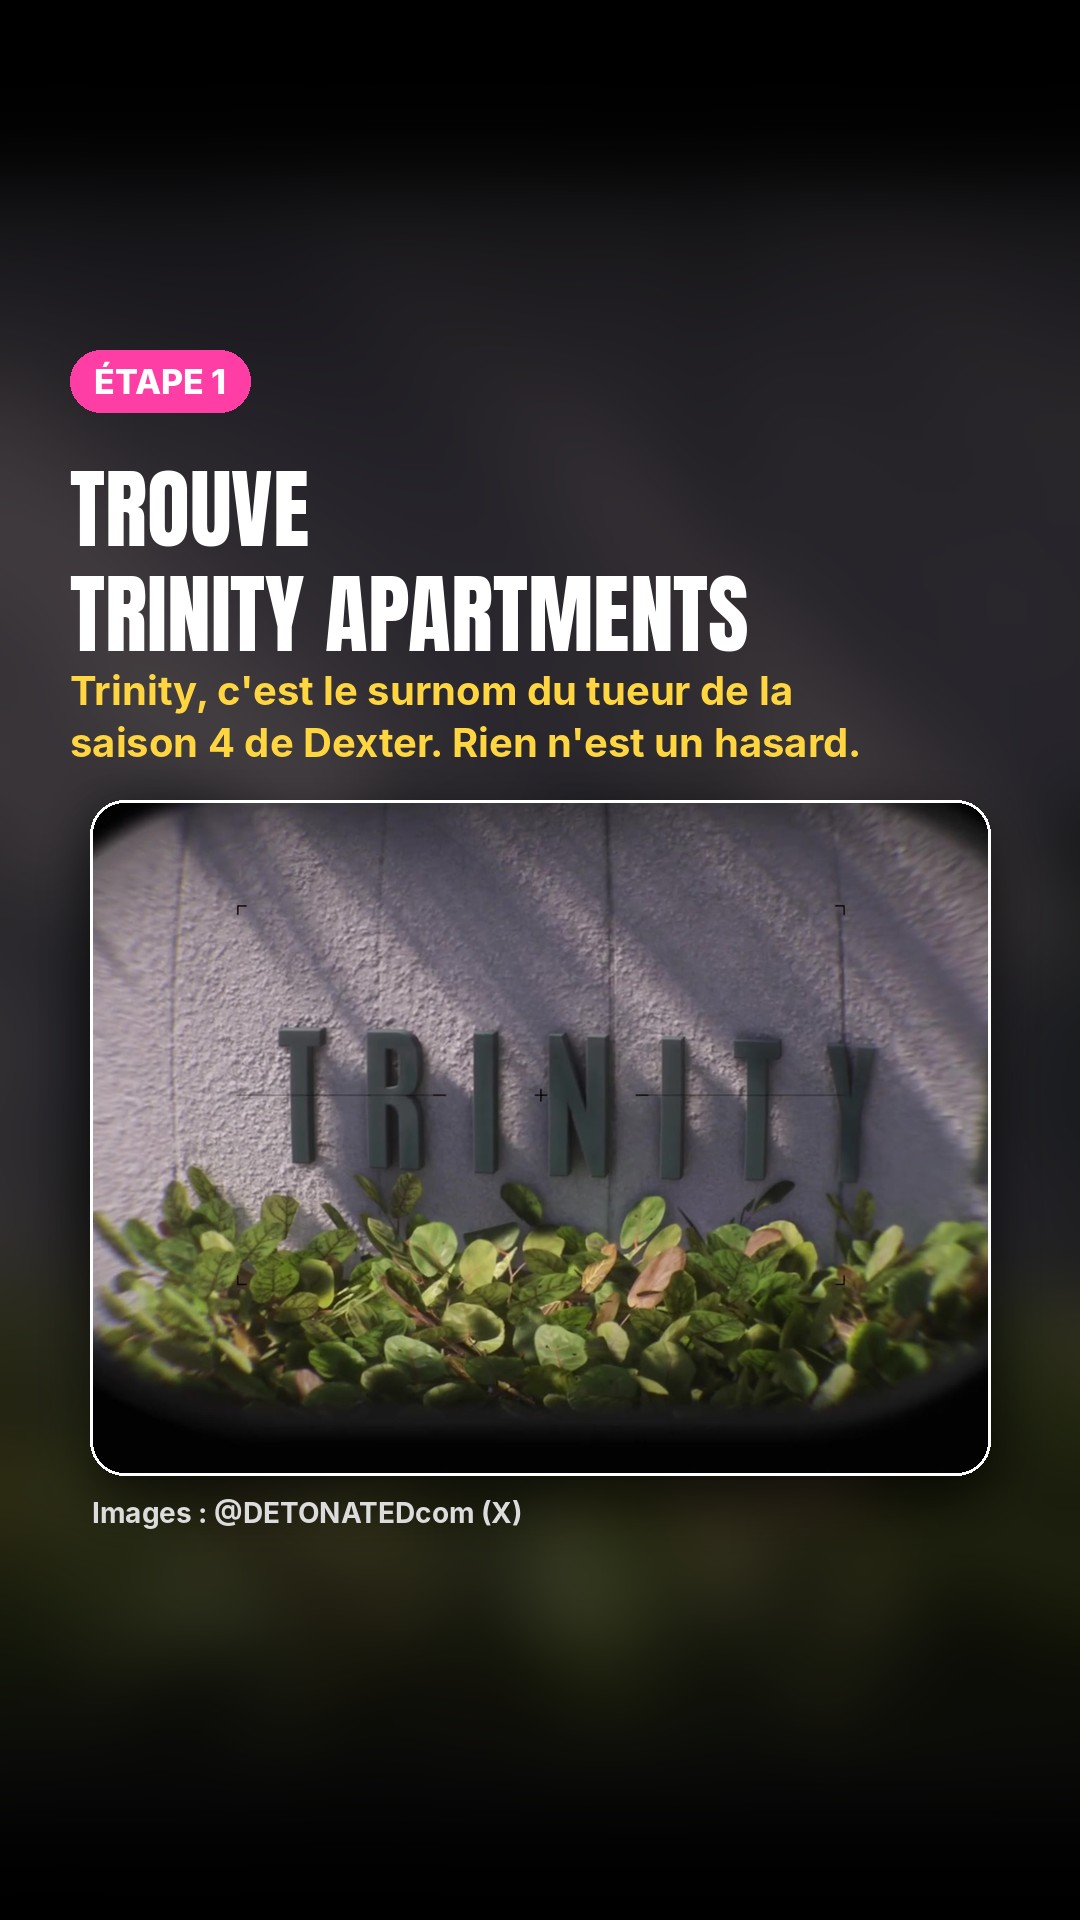 ÉTAPE 1
TROUVE
TRINITY APARTMENTS
Trinity, c'est le surnom du tueur de la
saison 4 de Dexter. Rien n'est un hasard.
TRINITY
Images : @DETONATEDcom (X)